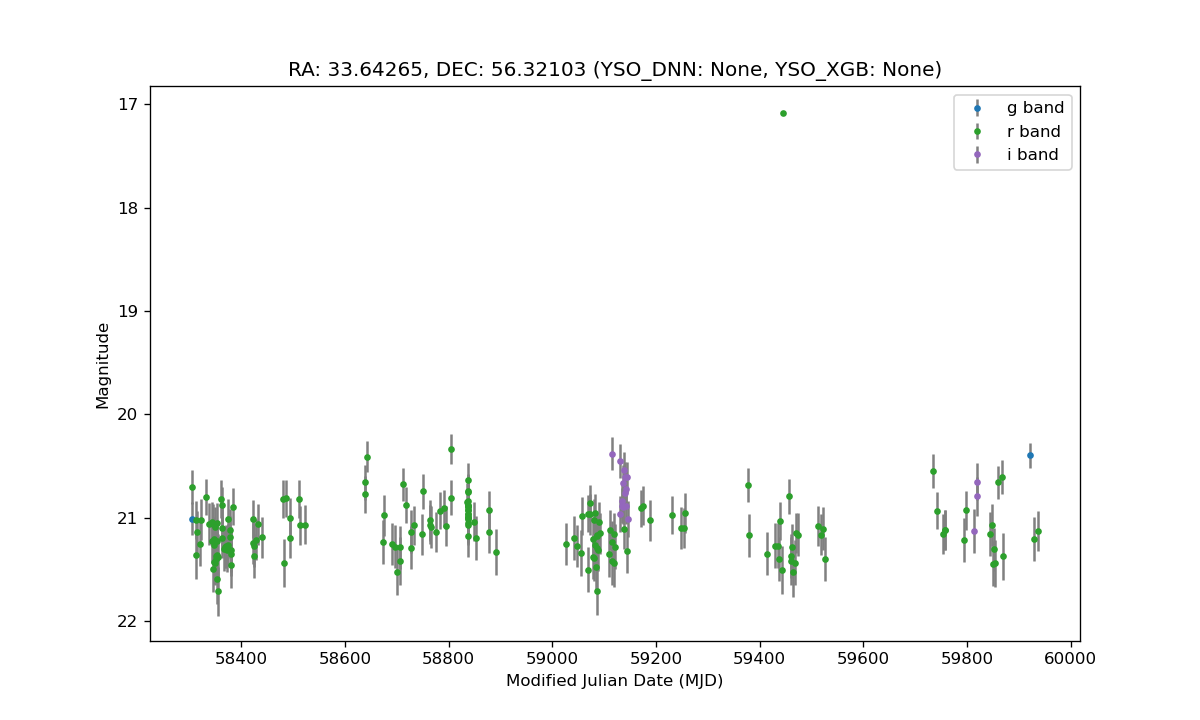 RA: 33.64265, DEC: 56.32103 (YSO_DNN: None, YSO_XGB: None)
17
18
19
20
21
22
Magnitude
g band
r band
i band
58400
58600
58800
59000
59200
59400
59600
59800
60000
Modified Julian Date (MJD)